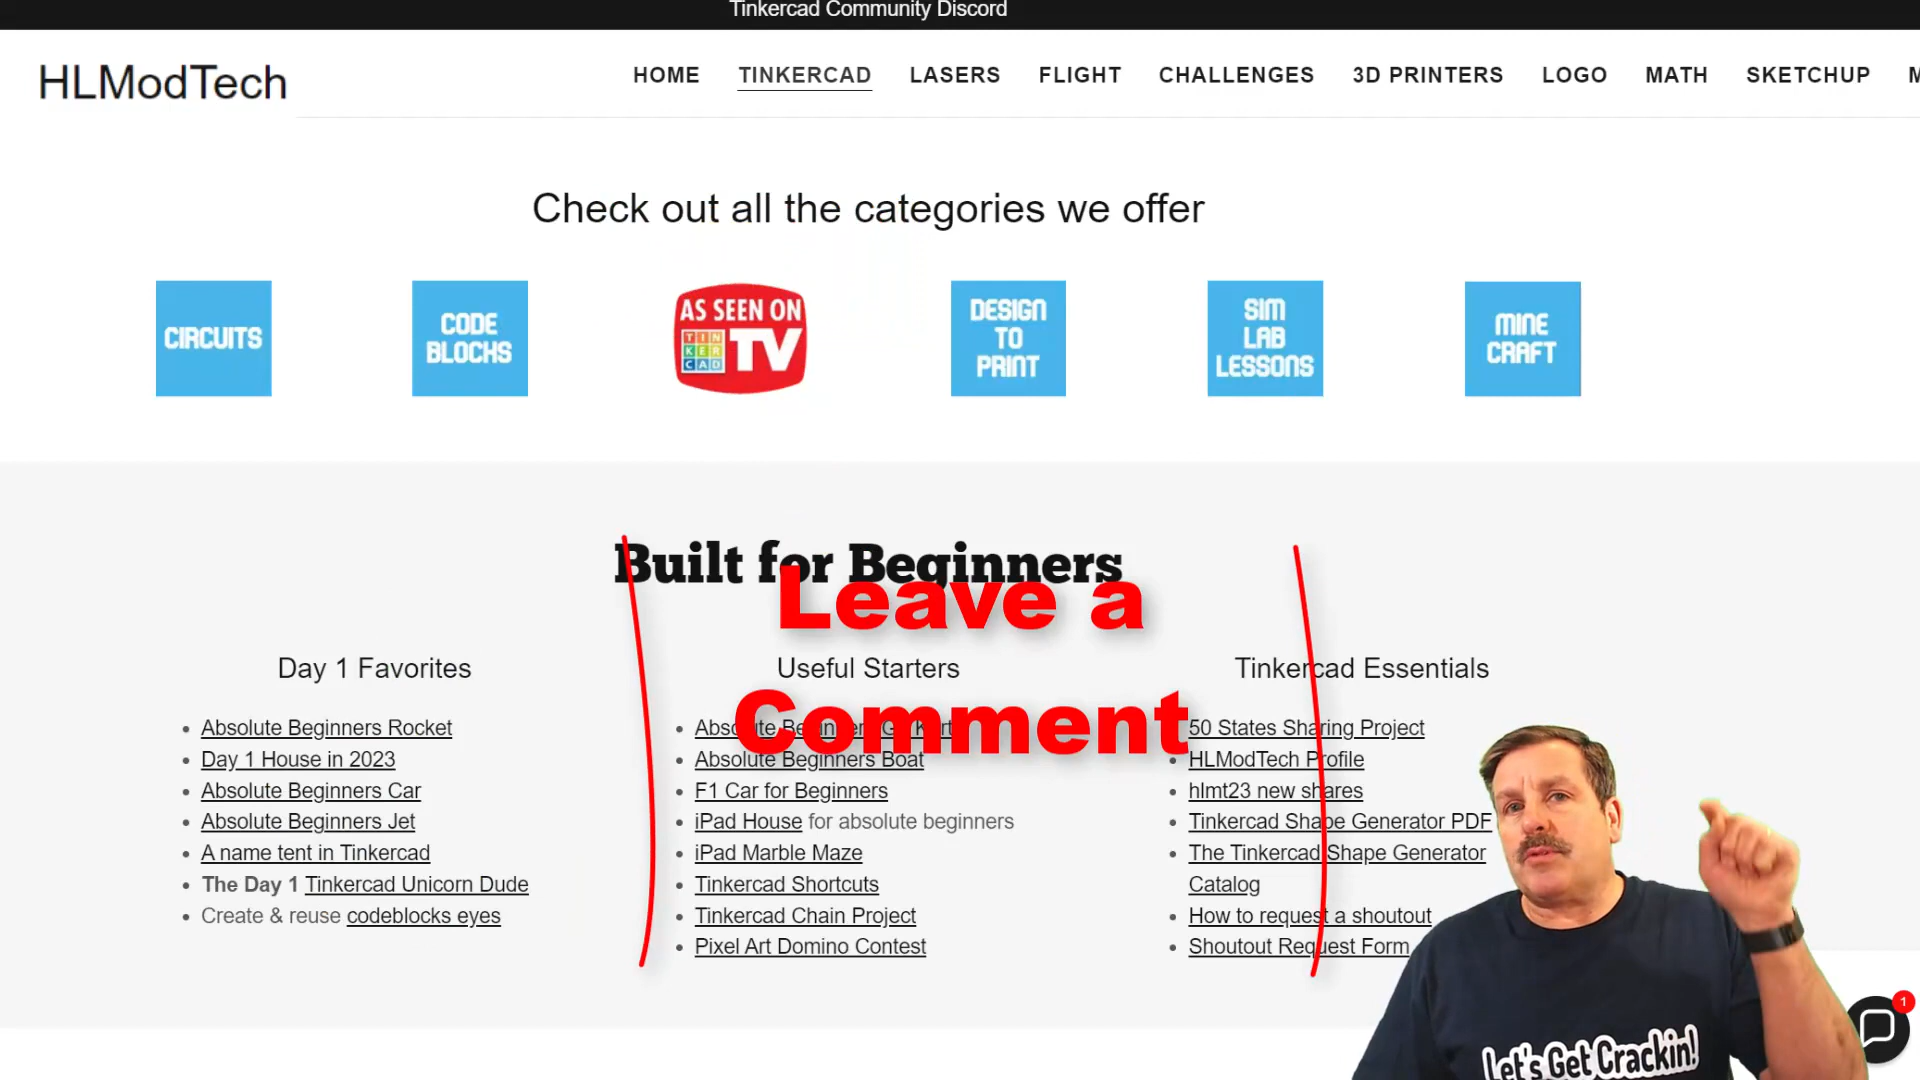 Tinkercad Community Discord
HLModTech
HOME TINKERCAD LASERS FLIGHT CHALLENGES 3D PRINTERS LOGO MATH SKETCHUP M
Check out all the categories we offer
CIRCUITS
CODE
BLOCKS
AS SEEN ON
TIN
KER
CAD
TV
DESIGN
TO
PRINT
SIM
LAB
LESSONS
MINE
CRAFT
Built for Beginners
Leave a
Comment
Day 1 Favorites
Absolute Beginners Rocket
Day 1 House in 2023
Absolute Beginners Car
Absolute Beginners Jet
A name tent in Tinkercad
The Day 1 Tinkercad Unicorn Dude
Create & reuse codeblocks eyes
Useful Starters
Absolute Beginners Go Kart
Absolute Beginners Boat
F1 Car for Beginners
iPad House for absolute beginners
iPad Marble Maze
Tinkercad Shortcuts
Tinkercad Chain Project
Pixel Art Domino Contest
Tinkercad Essentials
50 States Sharing Project
HLModTech Profile
hlmt23 new shares
Tinkercad Shape Generator PDF
The Tinkercad Shape Generator
Catalog
How to request a shoutout
Shoutout Request Form
Let's Get Crackin!
1